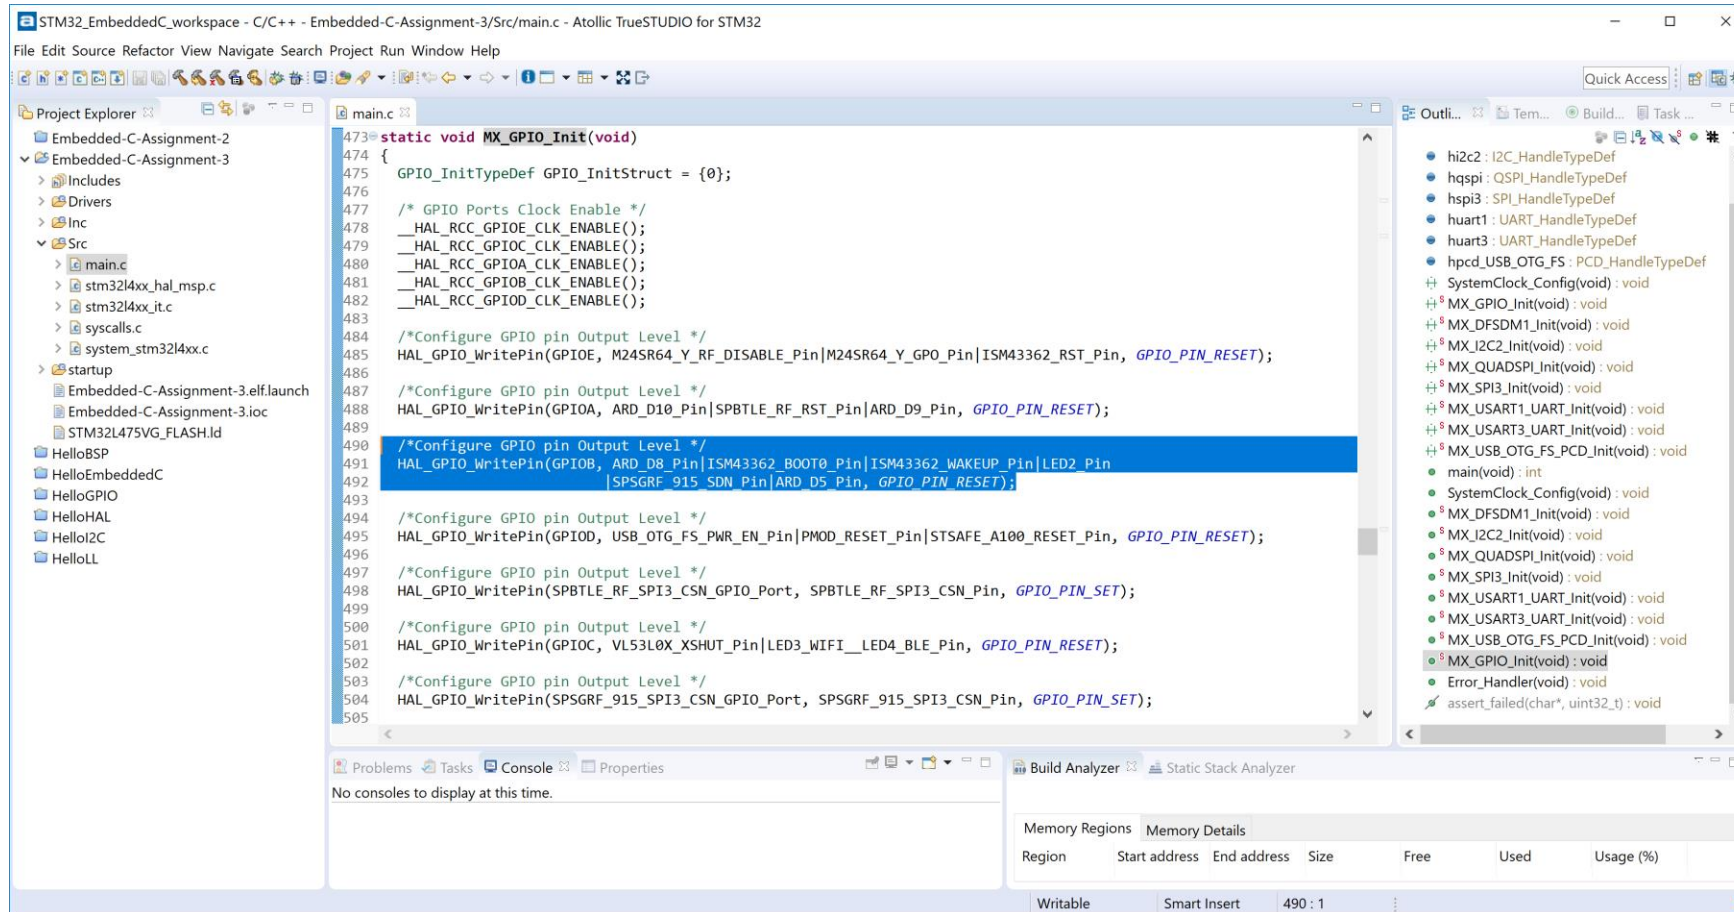 STM32_EmbeddedC_workspace - C/C++ - Embedded-C-Assignment-3/Src/main.c - Atollic TrueSTUDIO for STM32
File Edit Source Refactor View Navigate Search Project Run Window Help
Quick Access
Project Explorer
Embedded-C-Assignment-2
Embedded-C-Assignment-3
Includes
Drivers
Inc
Src
main.c
stm32l4xx_hal_msp.c
stm32l4xx_it.c
syscalls.c
system_stm32l4xx.c
startup
Embedded-C-Assignment-3.elf.launch
Embedded-C-Assignment-3.ioc
STM32L475VG_FLASH.ld
HelloBSP
HelloEmbeddedC
HelloGPIO
HelloHAL
HelloI2C
HelloLL
main.c
473 static void MX_GPIO_Init(void)
474 {
475 GPIO_InitTypeDef GPIO_InitStruct = {0};
476
477 /* GPIO Ports Clock Enable */
478 __HAL_RCC_GPIOE_CLK_ENABLE();
479 __HAL_RCC_GPIOC_CLK_ENABLE();
480 __HAL_RCC_GPIOA_CLK_ENABLE();
481 __HAL_RCC_GPIOB_CLK_ENABLE();
482 __HAL_RCC_GPIOD_CLK_ENABLE();
483
484 /*Configure GPIO pin Output Level */
485 HAL_GPIO_WritePin(GPIOE, M24SR64_Y_RF_DISABLE_Pin|M24SR64_Y_GPO_Pin|ISM43362_RST_Pin, GPIO_PIN_RESET);
486
487 /*Configure GPIO pin Output Level */
488 HAL_GPIO_WritePin(GPIOA, ARD_D10_Pin|SPBTLE_RF_RST_Pin|ARD_D9_Pin, GPIO_PIN_RESET);
489
490 /*Configure GPIO pin Output Level */
491 HAL_GPIO_WritePin(GPIOB, ARD_D8_Pin|ISM43362_BOOT0_Pin|ISM43362_WAKEUP_Pin|LED2_Pin
492 |SPSGRF_915_SDN_Pin|ARD_D5_Pin, GPIO_PIN_RESET);
493
494 /*Configure GPIO pin Output Level */
495 HAL_GPIO_WritePin(GPIOD, USB_OTG_FS_PWR_EN_Pin|PMOD_RESET_Pin|STSAFE_A100_RESET_Pin, GPIO_PIN_RESET);
496
497 /*Configure GPIO pin Output Level */
498 HAL_GPIO_WritePin(SPBTLE_RF_SPI3_CSN_GPIO_Port, SPBTLE_RF_SPI3_CSN_Pin, GPIO_PIN_SET);
499
500 /*Configure GPIO pin Output Level */
501 HAL_GPIO_WritePin(GPIOC, VL53L0X_XSHUT_Pin|LED3_WIFI__LED4_BLE_Pin, GPIO_PIN_RESET);
502
503 /*Configure GPIO pin Output Level */
504 HAL_GPIO_WritePin(SPSGRF_915_SPI3_CSN_GPIO_Port, SPSGRF_915_SPI3_CSN_Pin, GPIO_PIN_SET);
505
Outli... Tem... Build... Task ...
hi2c2 : I2C_HandleTypeDef
hqspi : QSPI_HandleTypeDef
hspi3 : SPI_HandleTypeDef
huart1 : UART_HandleTypeDef
huart3 : UART_HandleTypeDef
hpcd_USB_OTG_FS : PCD_HandleTypeDef
SystemClock_Config(void) : void
MX_GPIO_Init(void) : void
MX_DFSDM1_Init(void) : void
MX_I2C2_Init(void) : void
MX_QUADSPI_Init(void) : void
MX_SPI3_Init(void) : void
MX_USART1_UART_Init(void) : void
MX_USART3_UART_Init(void) : void
MX_USB_OTG_FS_PCD_Init(void) : void
main(void) : int
SystemClock_Config(void) : void
MX_DFSDM1_Init(void) : void
MX_I2C2_Init(void) : void
MX_QUADSPI_Init(void) : void
MX_SPI3_Init(void) : void
MX_USART1_UART_Init(void) : void
MX_USART3_UART_Init(void) : void
MX_USB_OTG_FS_PCD_Init(void) : void
MX_GPIO_Init(void) : void
Error_Handler(void) : void
assert_failed(char*, uint32_t) : void
Problems Tasks Console Properties
No consoles to display at this time.
Build Analyzer Static Stack Analyzer
Memory Regions Memory Details
Region Start address End address Size Free Used Usage (%)
Writable Smart Insert 490 : 1